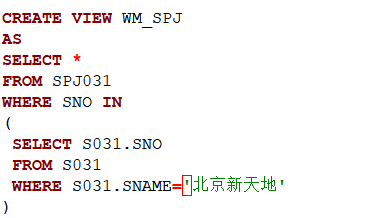 CREATE VIEW WM_SPJ
AS
SELECT *
FROM SPJ031
WHERE SNO IN
(
SELECT S031.SNO
FROM S031
WHERE S031.SNAME='北京新天地'
)